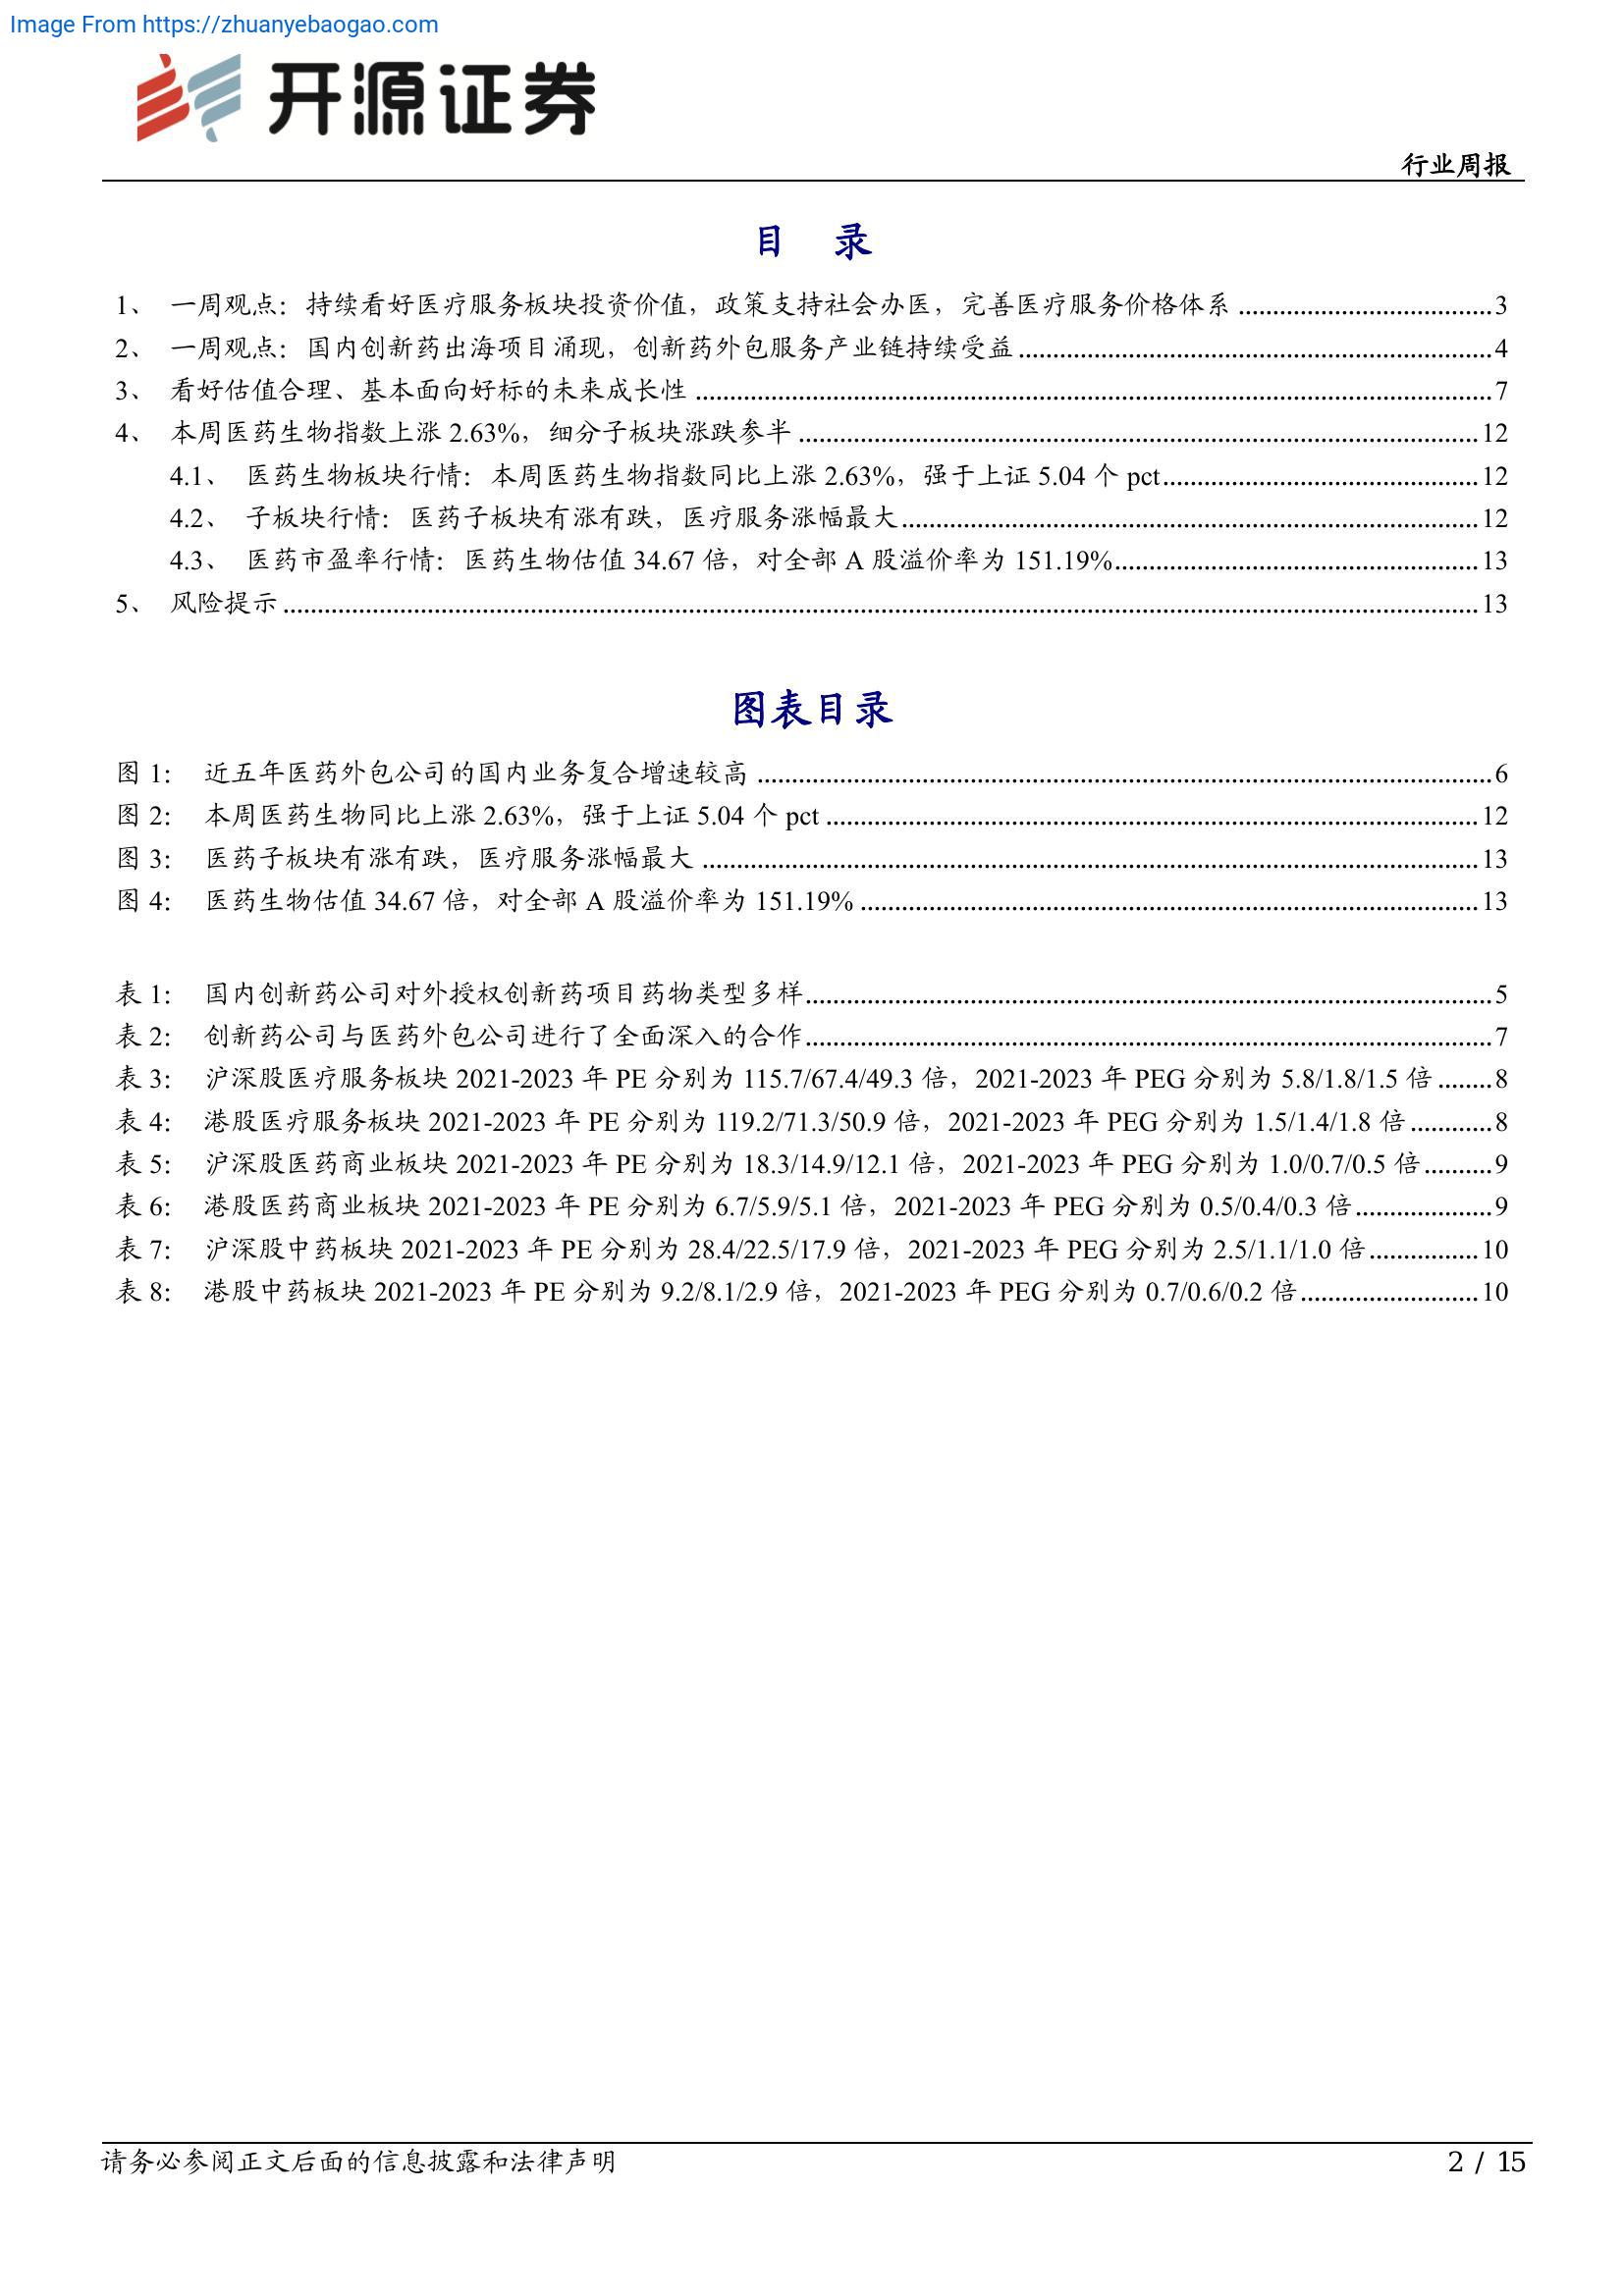 Image From https://zhuanyebaogao.com
开源证券
行业周报
目 录
1、 一周观点：持续看好医疗服务板块投资价值，政策支持社会办医，完善医疗服务价格体系 ..... 3
2、 一周观点：国内创新药出海项目涌现，创新药外包服务产业链持续受益 ..... 4
3、 看好估值合理、基本面向好标的未来成长性 ..... 7
4、 本周医药生物指数上涨 2.63%，细分子板块涨跌参半 ..... 12
4.1、 医药生物板块行情：本周医药生物指数同比上涨 2.63%，强于上证 5.04 个 pct ..... 12
4.2、 子板块行情：医药子板块有涨有跌，医疗服务涨幅最大 ..... 12
4.3、 医药市盈率行情：医药生物估值 34.67 倍，对全部 A 股溢价率为 151.19% ..... 13
5、 风险提示 ..... 13
图表目录
图 1： 近五年医药外包公司的国内业务复合增速较高 ..... 6
图 2： 本周医药生物同比上涨 2.63%，强于上证 5.04 个 pct ..... 12
图 3： 医药子板块有涨有跌，医疗服务涨幅最大 ..... 13
图 4： 医药生物估值 34.67 倍，对全部 A 股溢价率为 151.19% ..... 13
表 1： 国内创新药公司对外授权创新药项目药物类型多样 ..... 5
表 2： 创新药公司与医药外包公司进行了全面深入的合作 ..... 7
表 3： 沪深股医疗服务板块 2021-2023 年 PE 分别为 115.7/67.4/49.3 倍，2021-2023 年 PEG 分别为 5.8/1.8/1.5 倍 ..... 8
表 4： 港股医疗服务板块 2021-2023 年 PE 分别为 119.2/71.3/50.9 倍，2021-2023 年 PEG 分别为 1.5/1.4/1.8 倍 ..... 8
表 5： 沪深股医药商业板块 2021-2023 年 PE 分别为 18.3/14.9/12.1 倍，2021-2023 年 PEG 分别为 1.0/0.7/0.5 倍 ..... 9
表 6： 港股医药商业板块 2021-2023 年 PE 分别为 6.7/5.9/5.1 倍，2021-2023 年 PEG 分别为 0.5/0.4/0.3 倍 ..... 9
表 7： 沪深股中药板块 2021-2023 年 PE 分别为 28.4/22.5/17.9 倍，2021-2023 年 PEG 分别为 2.5/1.1/1.0 倍 ..... 10
表 8： 港股中药板块 2021-2023 年 PE 分别为 9.2/8.1/2.9 倍，2021-2023 年 PEG 分别为 0.7/0.6/0.2 倍 ..... 10
请务必参阅正文后面的信息披露和法律声明
2 / 15